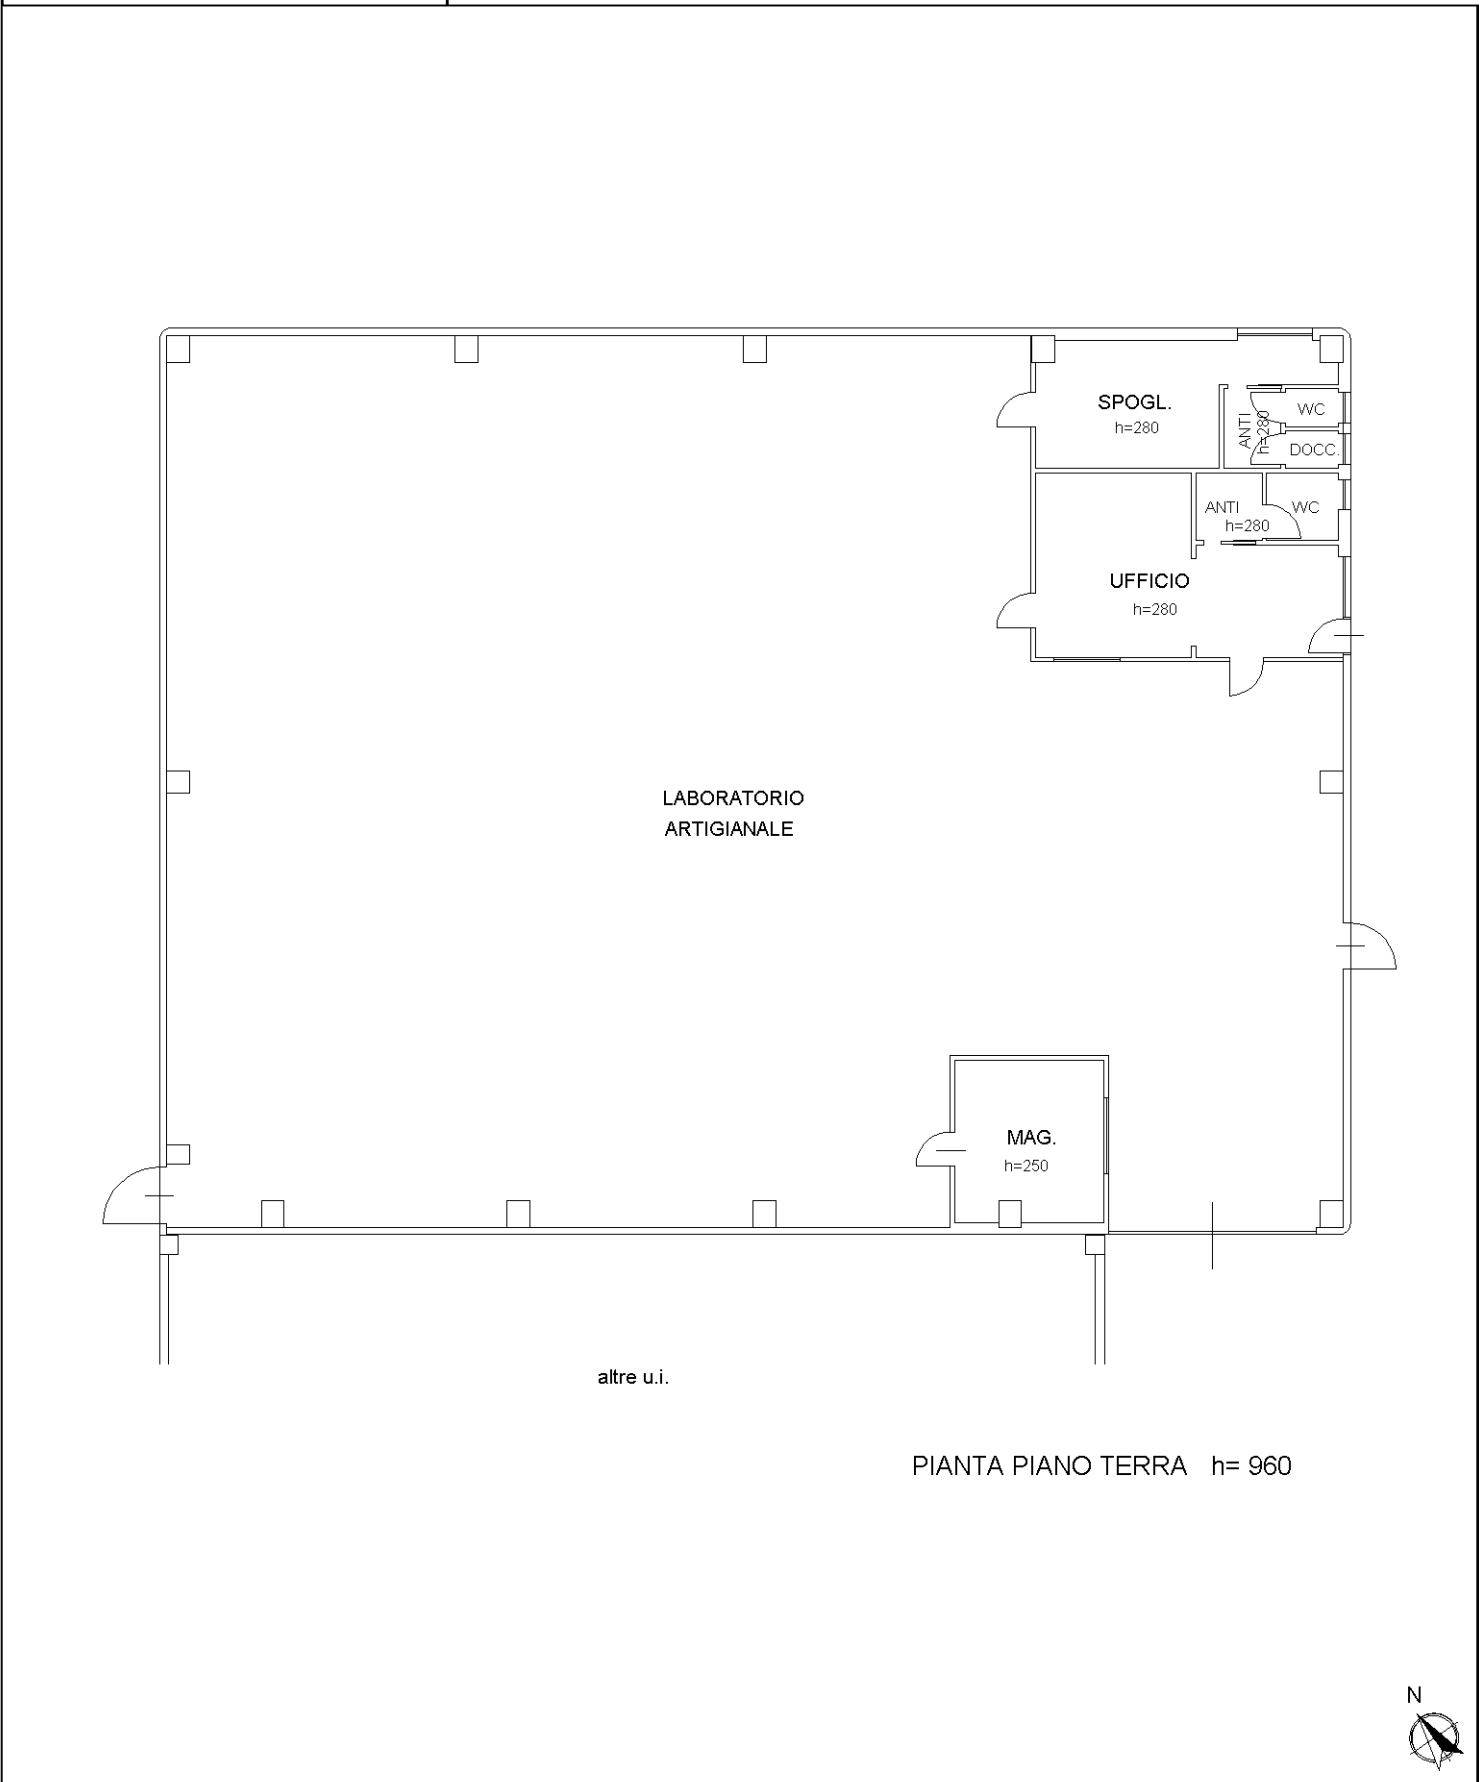 SPOGL.
h=280
ANTI
h=280
WC
DOCC.
ANTI
h=280
WC
UFFICIO
h=280
LABORATORIO
ARTIGIANALE
MAG.
h=250
altre u.i.
PIANTA PIANO TERRA h= 960
N